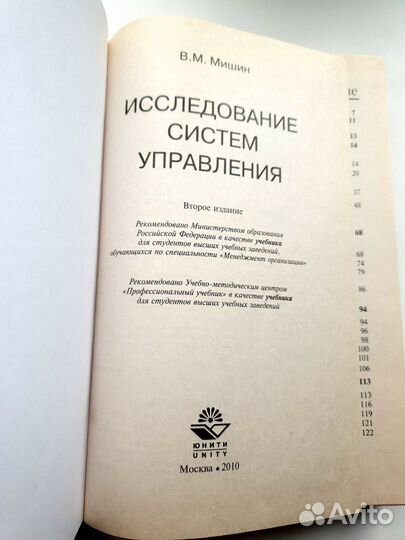 В.М. Мишин
ИССЛЕДОВАНИЕ
СИСТЕМ
УПРАВЛЕНИЯ
Второе издание
Рекомендовано Министерством образования
Российской Федерации в качестве учебника
для студентов высших учебных заведений,
обучающихся по специальности «Менеджмент организации»
Рекомендовано Учебно-методическим центром
«Профессиональный учебник» в качестве учебника
для студентов высших учебных заведений
ЮНИТИ
UNITY
Москва • 2010
ие
7
11
13
14
14
20
37
48
68
68
74
79
86
94
94
96
98
100
101
106
113
113
116
119
121
122
Avito